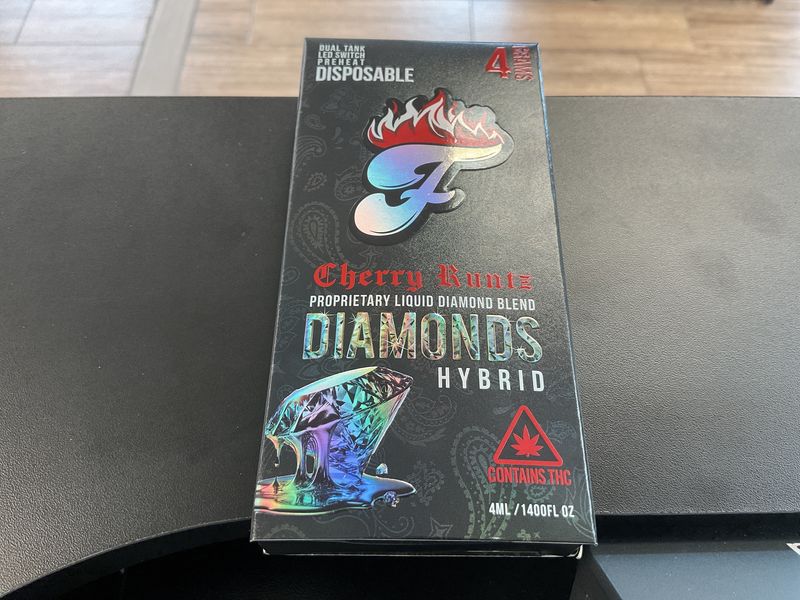 DUAL TANK
LED SWITCH
PREHEAT
DISPOSABLE
4 GRAMS
F
Cherry Runtz
PROPRIETARY LIQUID DIAMOND BLEND
DIAMONDS
HYBRID
CONTAINS THC
4ML / 1400FL OZ